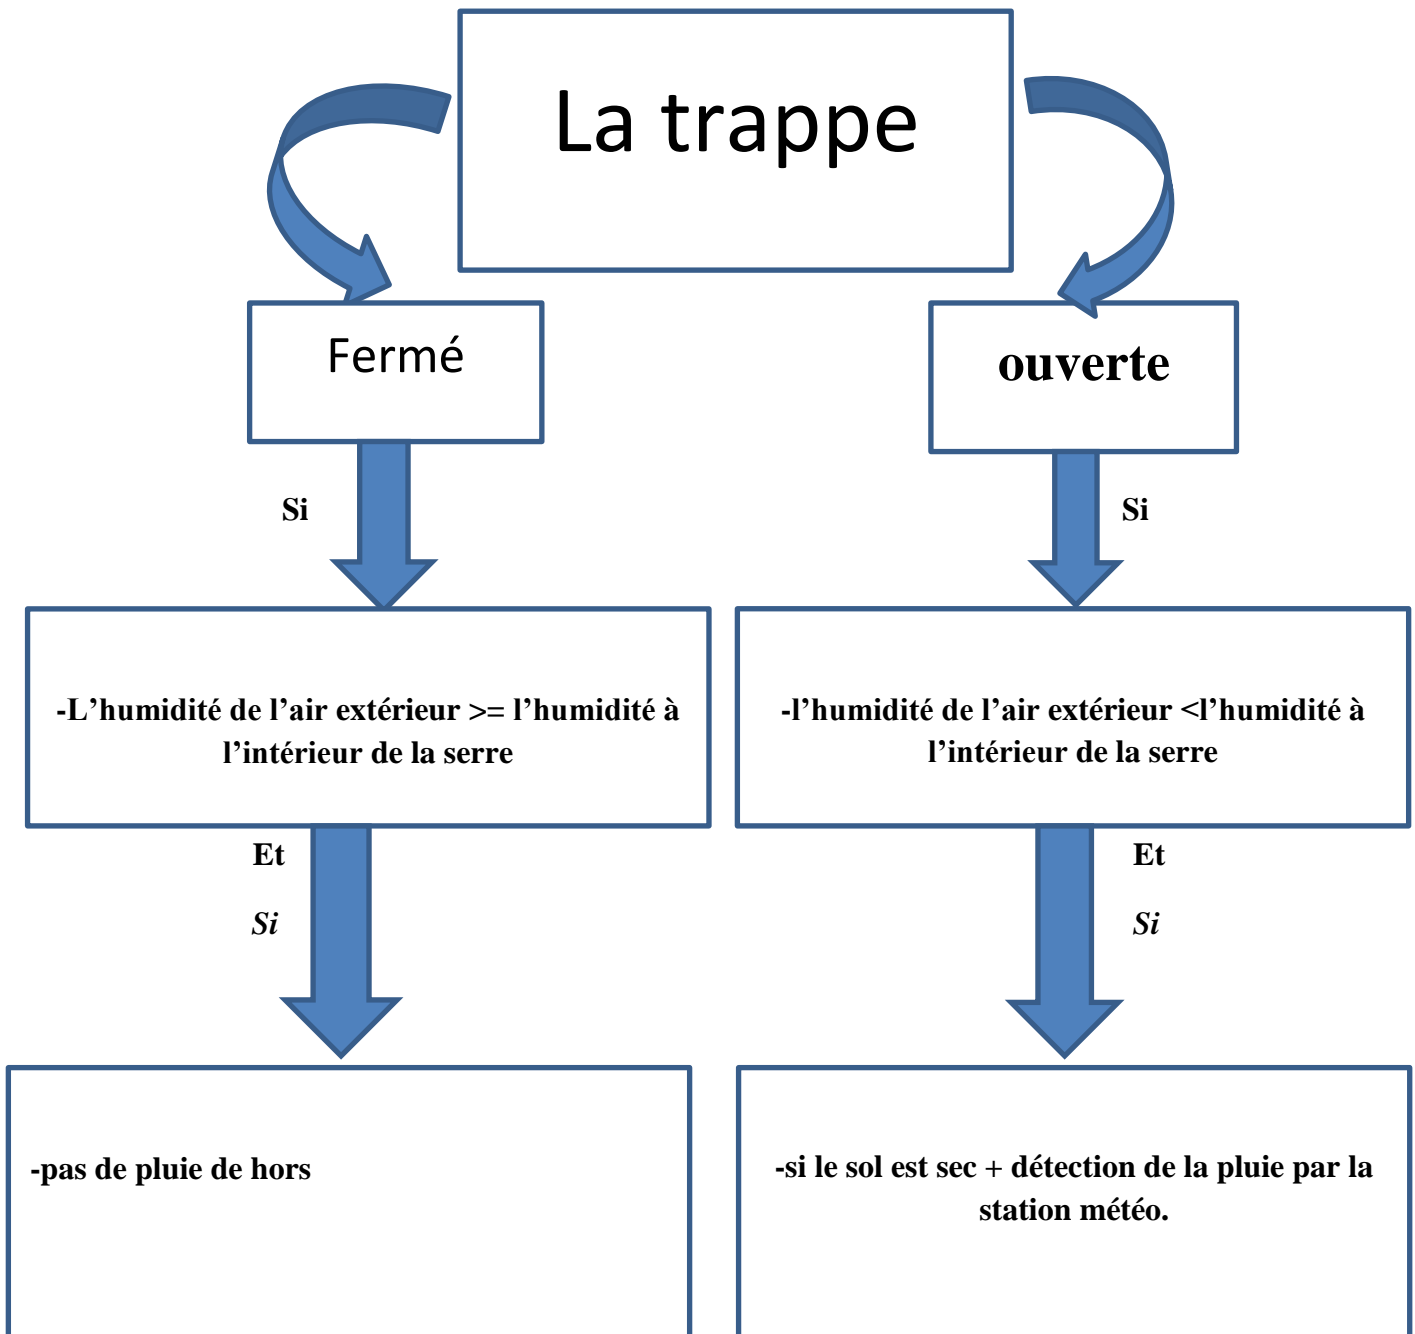 La trappe
Fermé
ouverte
Si
Si
-L’humidité de l’air extérieur >= l’humidité à
l’intérieur de la serre
-l’humidité de l’air extérieur <l’humidité à
l’intérieur de la serre
Et
Si
Et
Si
-pas de pluie de hors
-si le sol est sec + détection de la pluie par la
station météo.